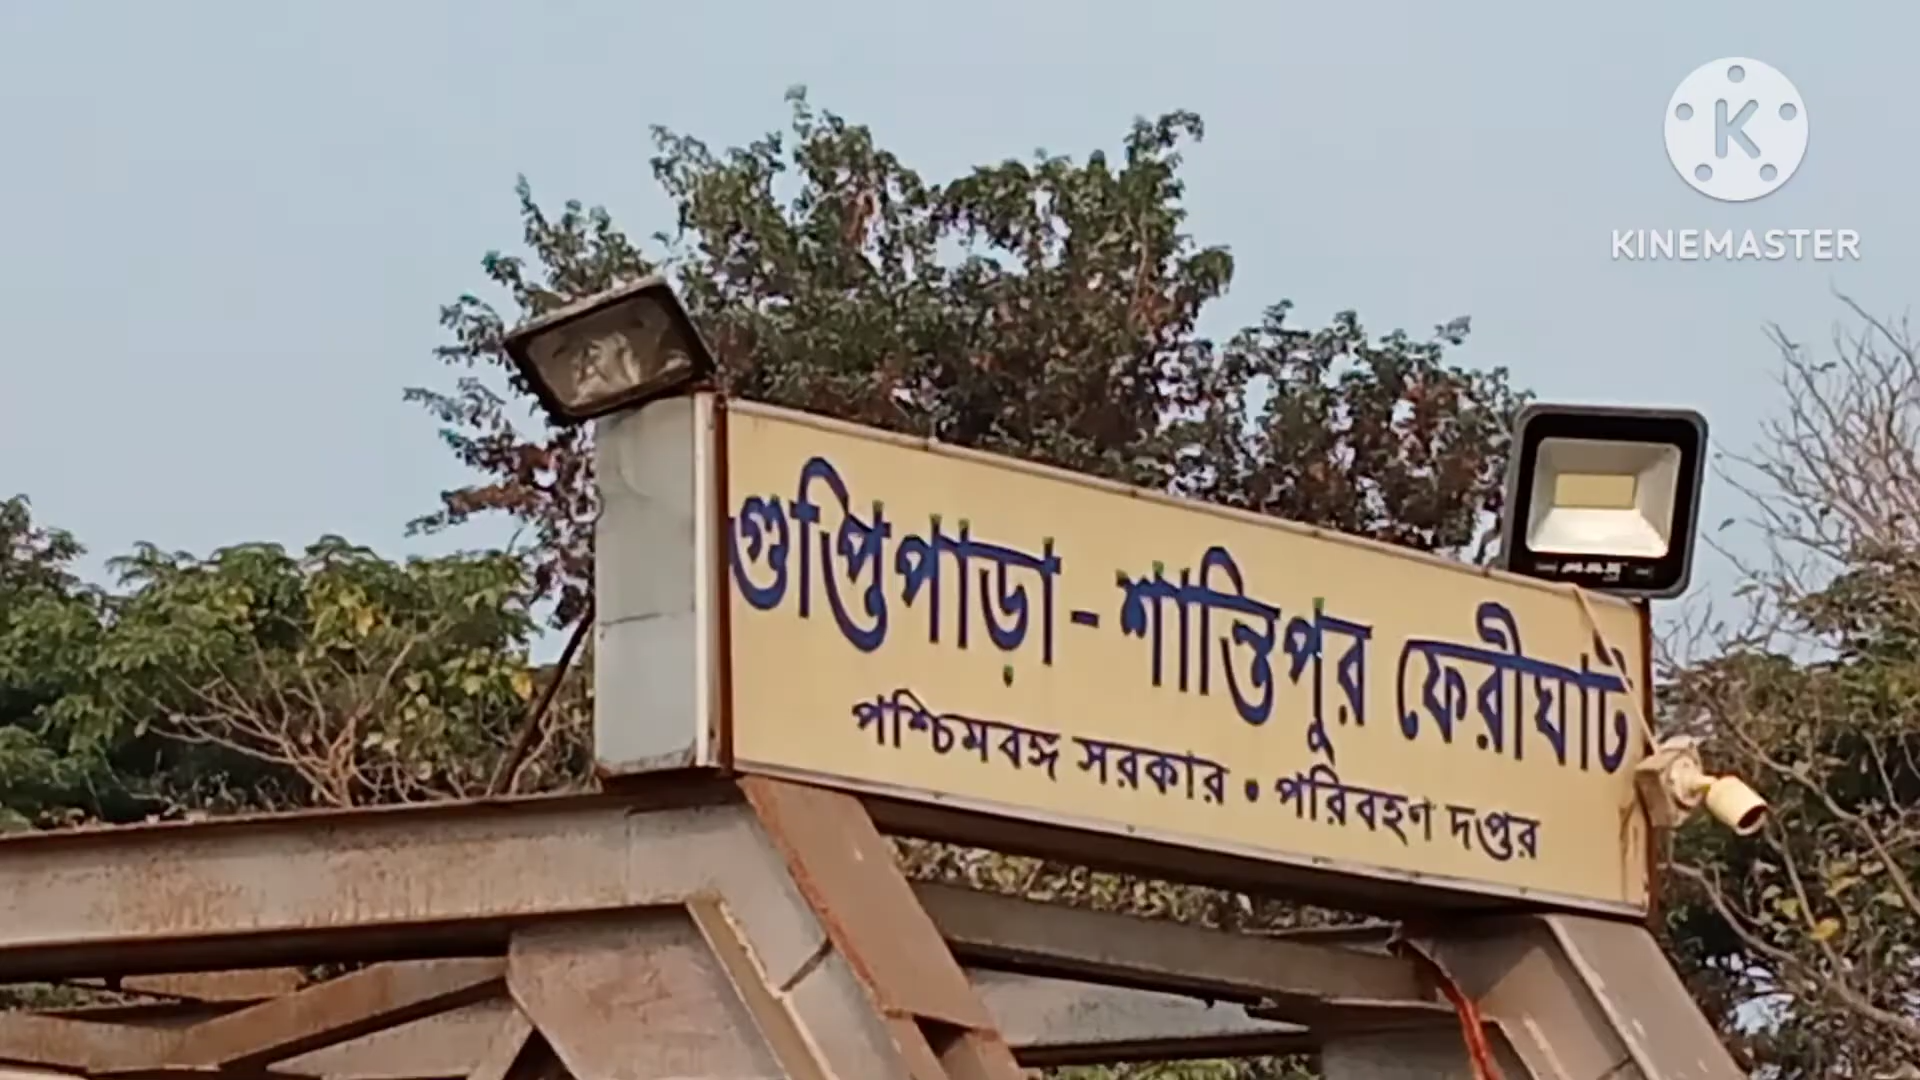 KINEMASTER
গুপ্তিপাড়া - শান্তিপুর ফেরীঘাট
পশ্চিমবঙ্গ সরকার • পরিবহণ দপ্তর